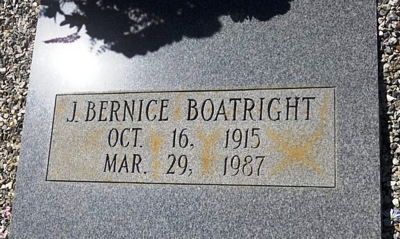 J. BERNICE BOATRIGHT
OCT. 16, 1915
MAR. 29, 1987